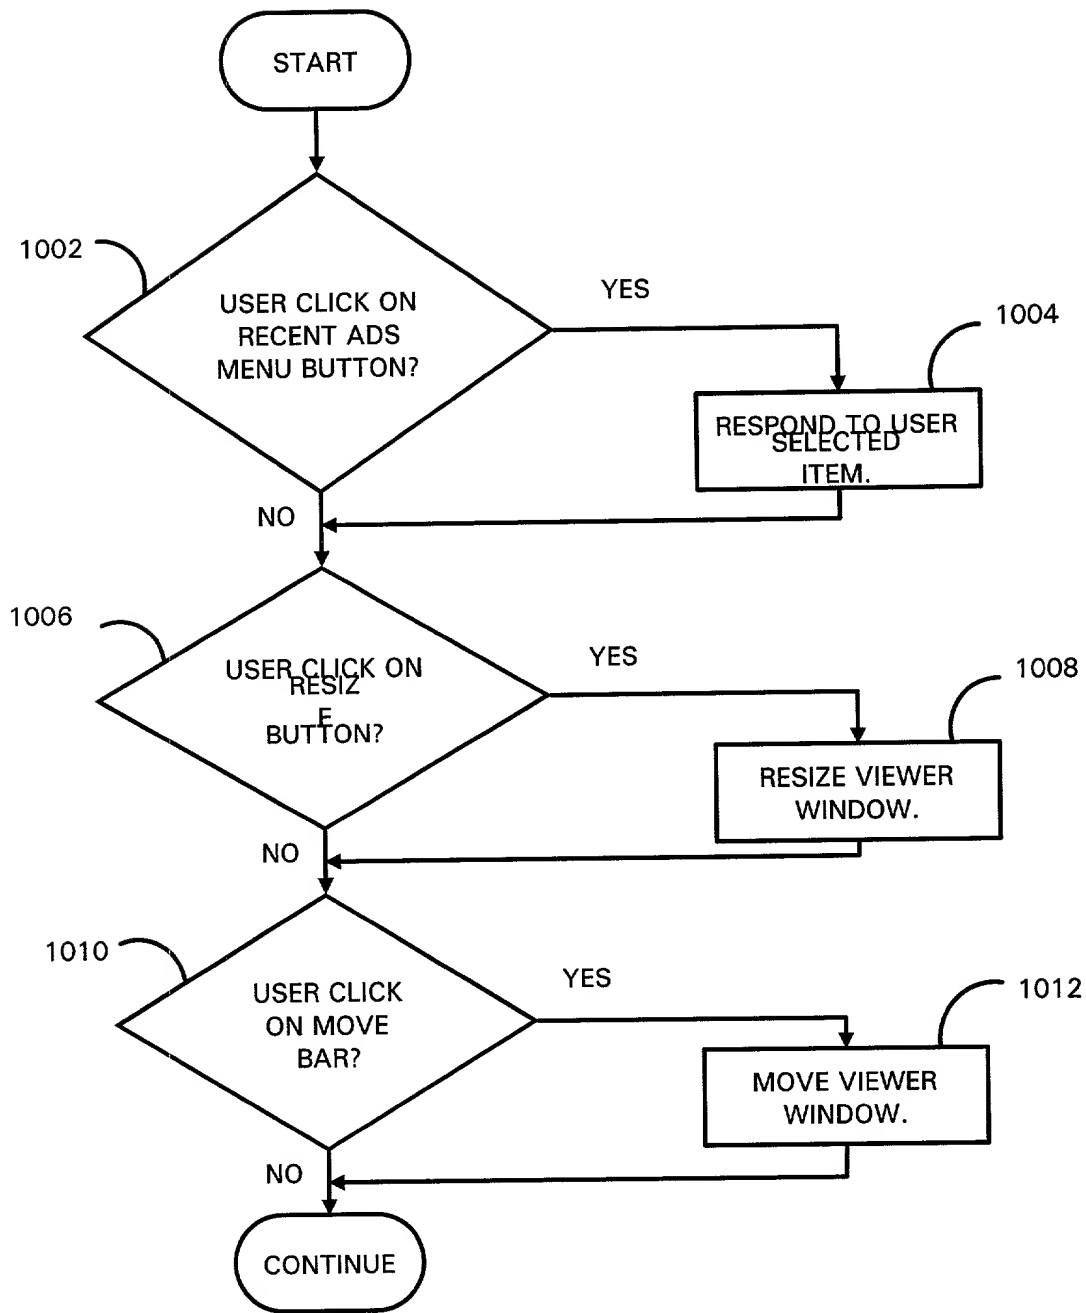 START
1002
USER CLICK ON
RECENT ADS
MENU BUTTON?
YES
1004
RESPOND TO USER
SELECTED
ITEM.
NO
1006
USER CLICK ON
RESIZ
E
BUTTON?
YES
1008
RESIZE VIEWER
WINDOW.
NO
1010
USER CLICK
ON MOVE
BAR?
YES
1012
MOVE VIEWER
WINDOW.
NO
CONTINUE